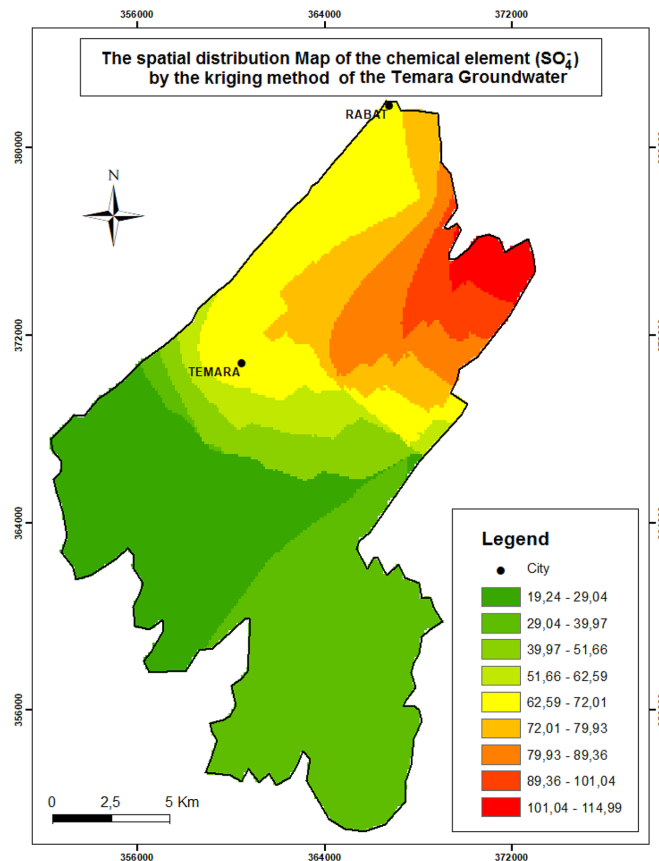 356000 364000 372000
The spatial distribution Map of the chemical element (SO₄⁻)
by the kriging method of the Temara Groundwater
RABAT
380000
N
372000
TEMARA
364000
Legend
City
19,24 - 29,04
29,04 - 39,97
39,97 - 51,66
51,66 - 62,59
62,59 - 72,01
72,01 - 79,93
79,93 - 89,36
89,36 - 101,04
101,04 - 114,99
356000
0 2,5 5 Km
356000 364000 372000